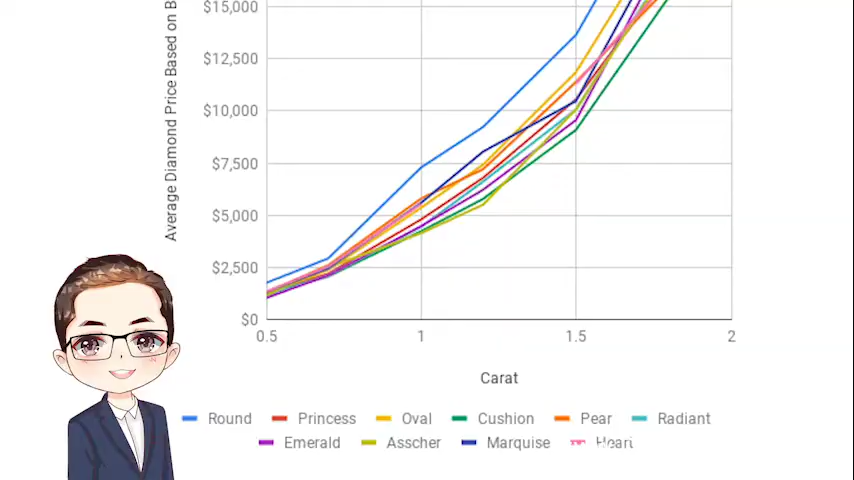 $15,000
$12,500
$10,000
$7,500
$5,000
$2,500
$0
Average Diamond Price Based on B
0.5 1 1.5 2
Carat
Round Princess Oval Cushion Pear Radiant
Emerald Asscher Marquise Heart